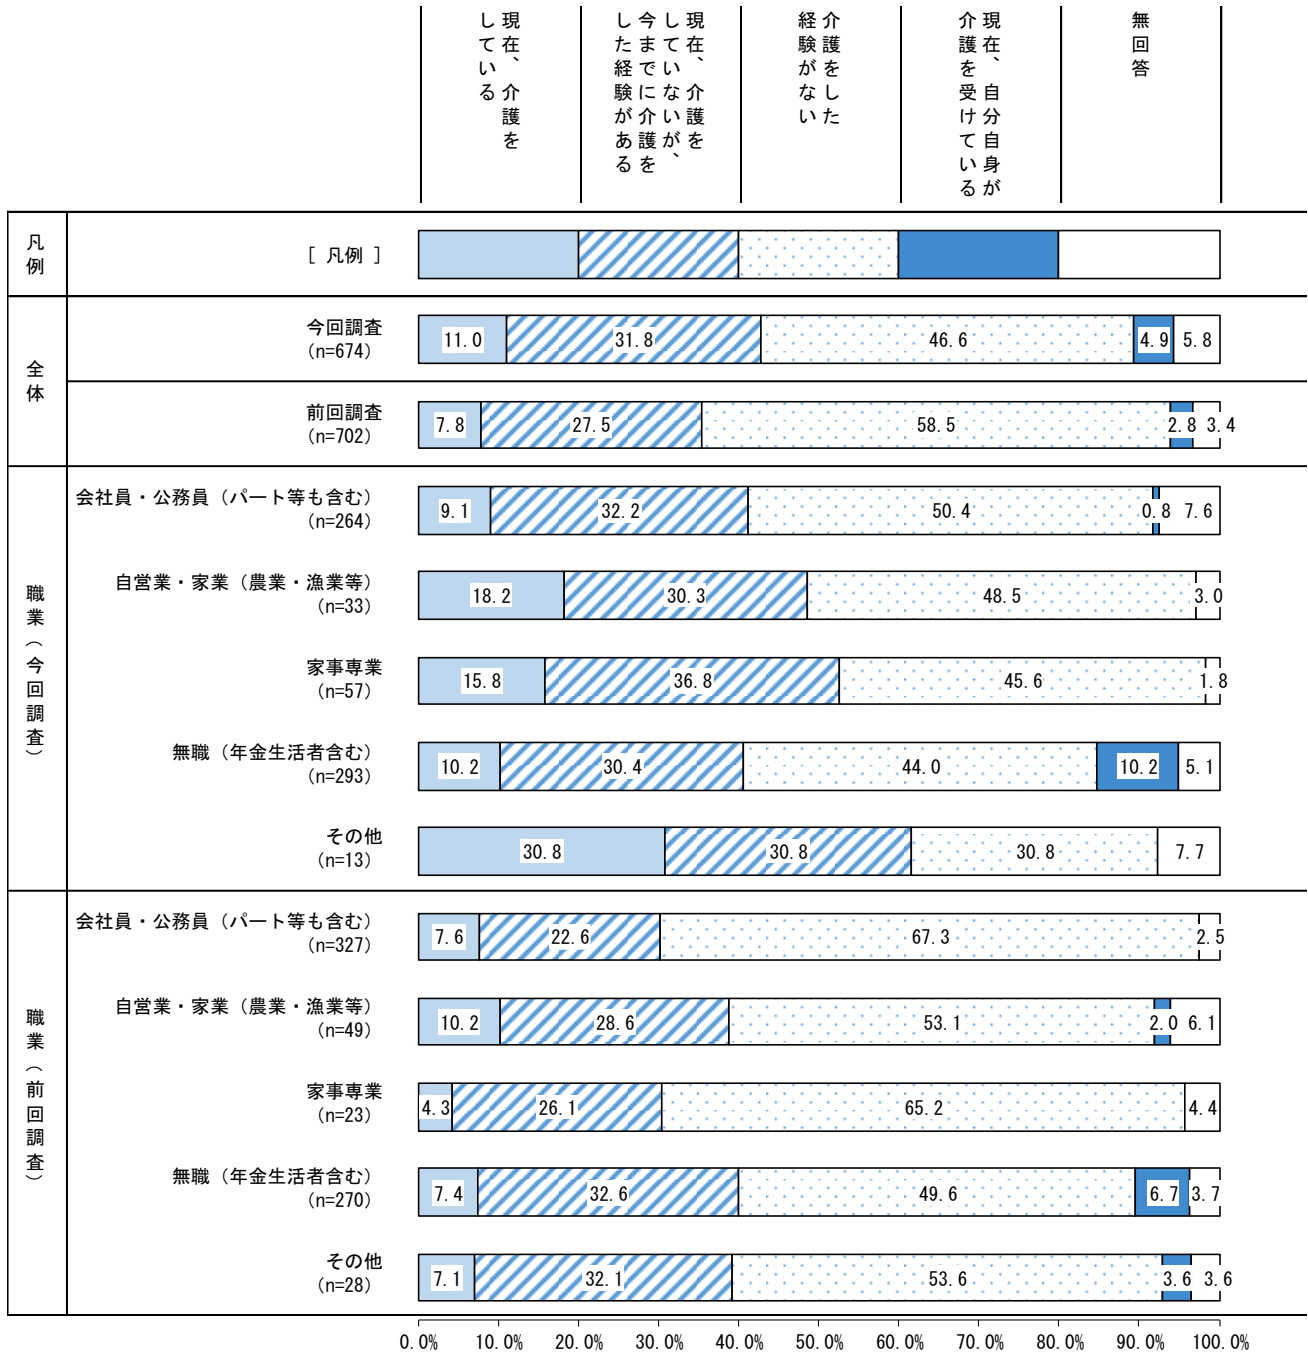 現在、介護を
している
現在、介護を
していないが、
今までに介護を
した経験がある
介護をした
経験がない
現在、自分自身が
介護を受けている
無回答
凡例
[ 凡例 ]
全体
今回調査
(n=674)
11.0 31.8 46.6 4.9 5.8
前回調査
(n=702)
7.8 27.5 58.5 2.8 3.4
職業（今回調査）
会社員・公務員（パート等も含む）
(n=264)
9.1 32.2 50.4 0.8 7.6
自営業・家業（農業・漁業等）
(n=33)
18.2 30.3 48.5 3.0
家事専業
(n=57)
15.8 36.8 45.6 1.8
無職（年金生活者含む）
(n=293)
10.2 30.4 44.0 10.2 5.1
その他
(n=13)
30.8 30.8 30.8 7.7
職業（前回調査）
会社員・公務員（パート等も含む）
(n=327)
7.6 22.6 67.3 2.5
自営業・家業（農業・漁業等）
(n=49)
10.2 28.6 53.1 2.0 6.1
家事専業
(n=23)
4.3 26.1 65.2 4.4
無職（年金生活者含む）
(n=270)
7.4 32.6 49.6 6.7 3.7
その他
(n=28)
7.1 32.1 53.6 3.6 3.6
0.0% 10.0% 20.0% 30.0% 40.0% 50.0% 60.0% 70.0% 80.0% 90.0% 100.0%